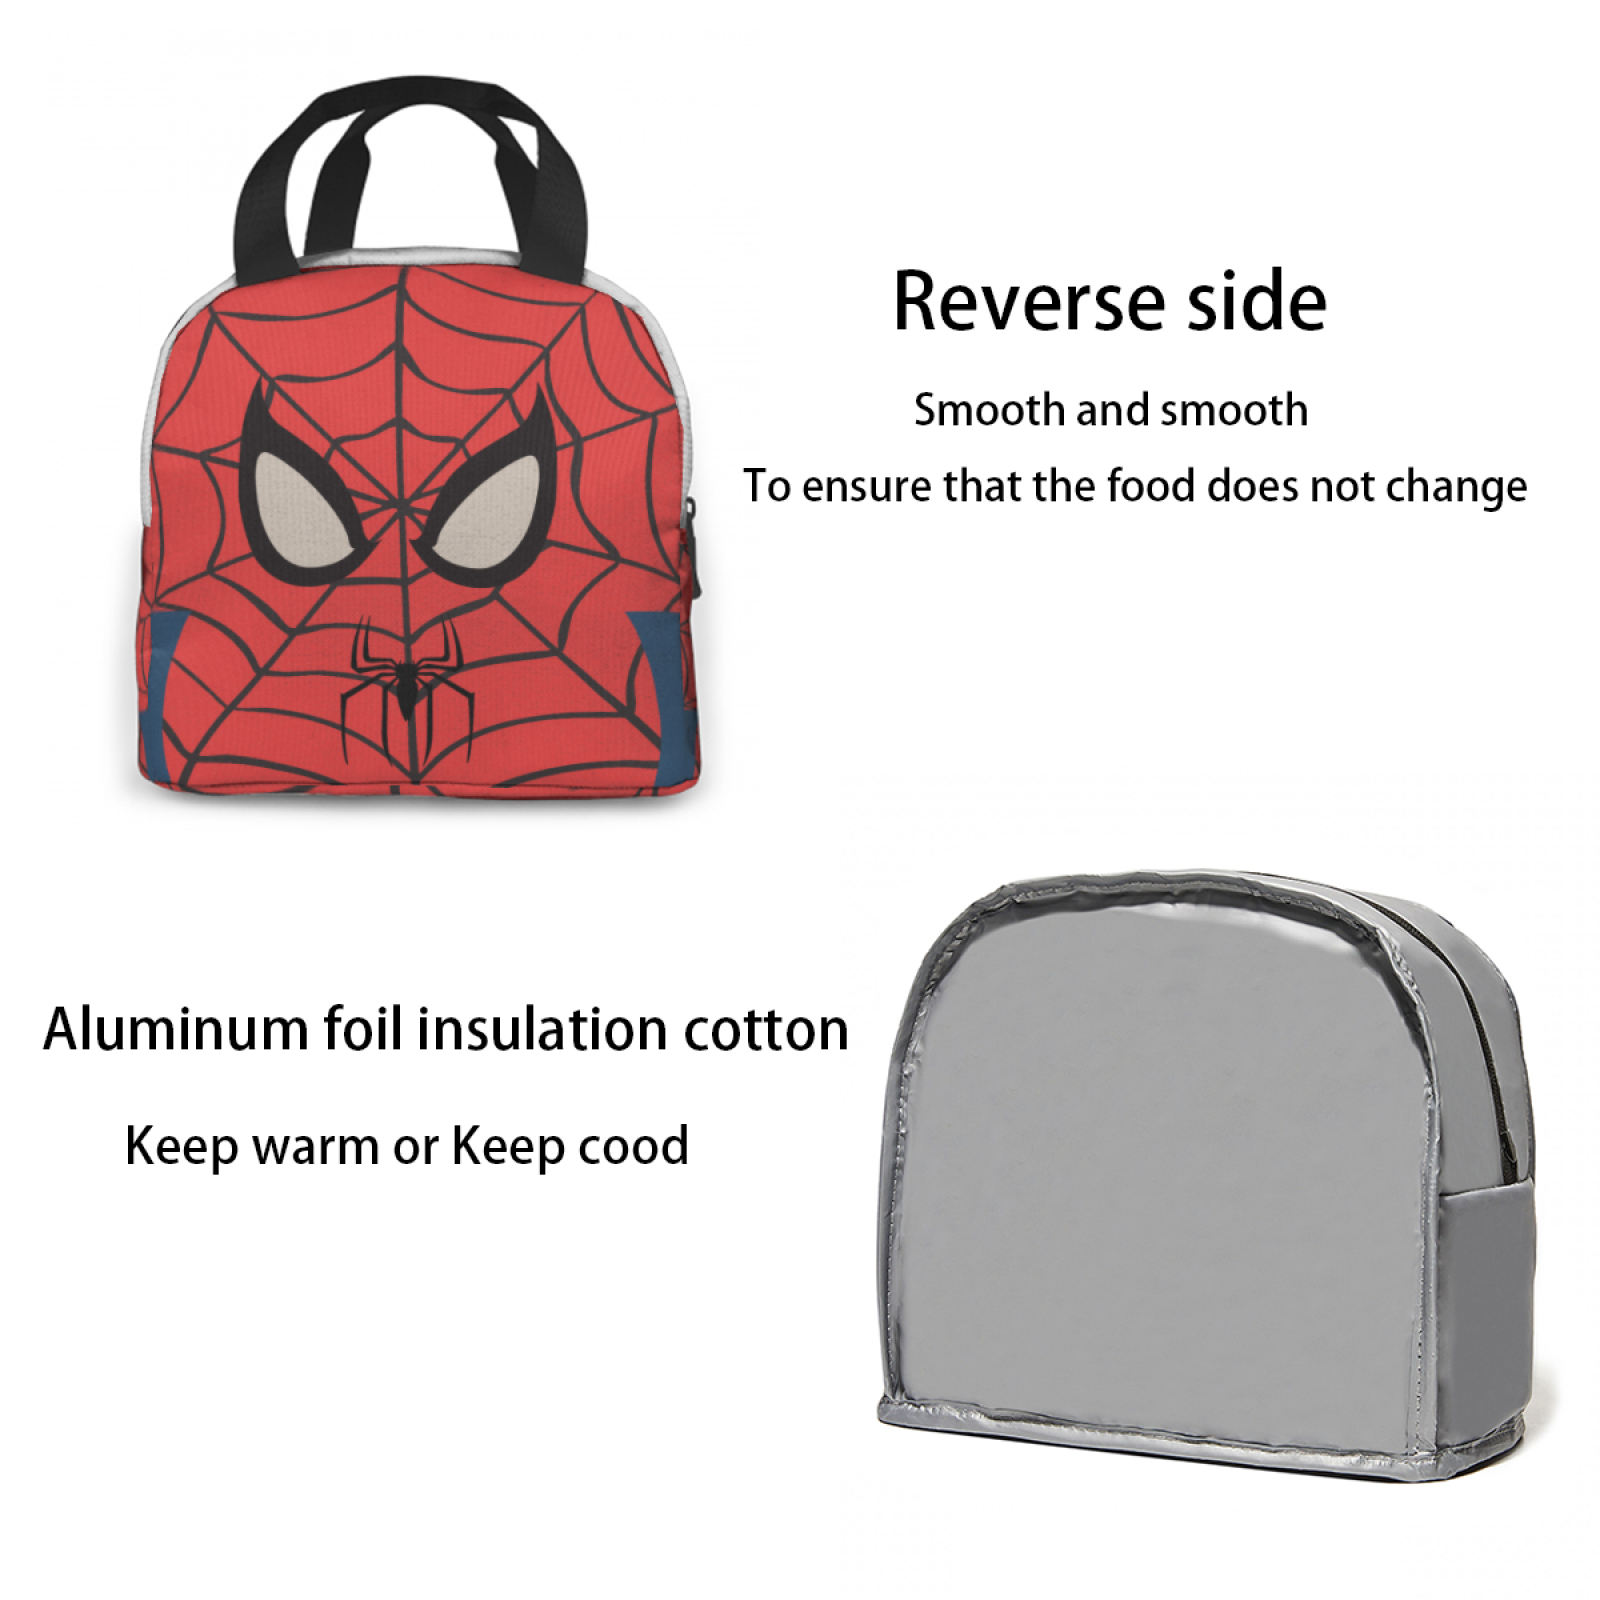 Reverse side
Smooth and smooth
To ensure that the food does not change
Aluminum foil insulation cotton
Keep warm or Keep cood